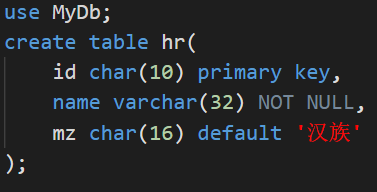 use MyDb;
create table hr(
    id char(10) primary key,
    name varchar(32) NOT NULL,
    mz char(16) default '汉族'
);